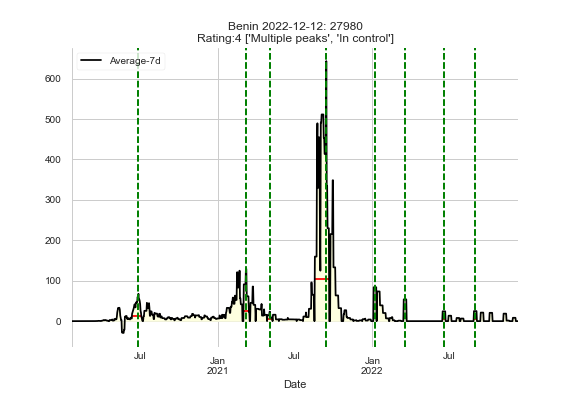 Benin 2022-12-12: 27980
Rating:4 ['Multiple peaks', 'In control']
Average-7d
600
500
400
300
200
100
0
Jul
Jan
2021
Jul
Jan
2022
Jul
Date